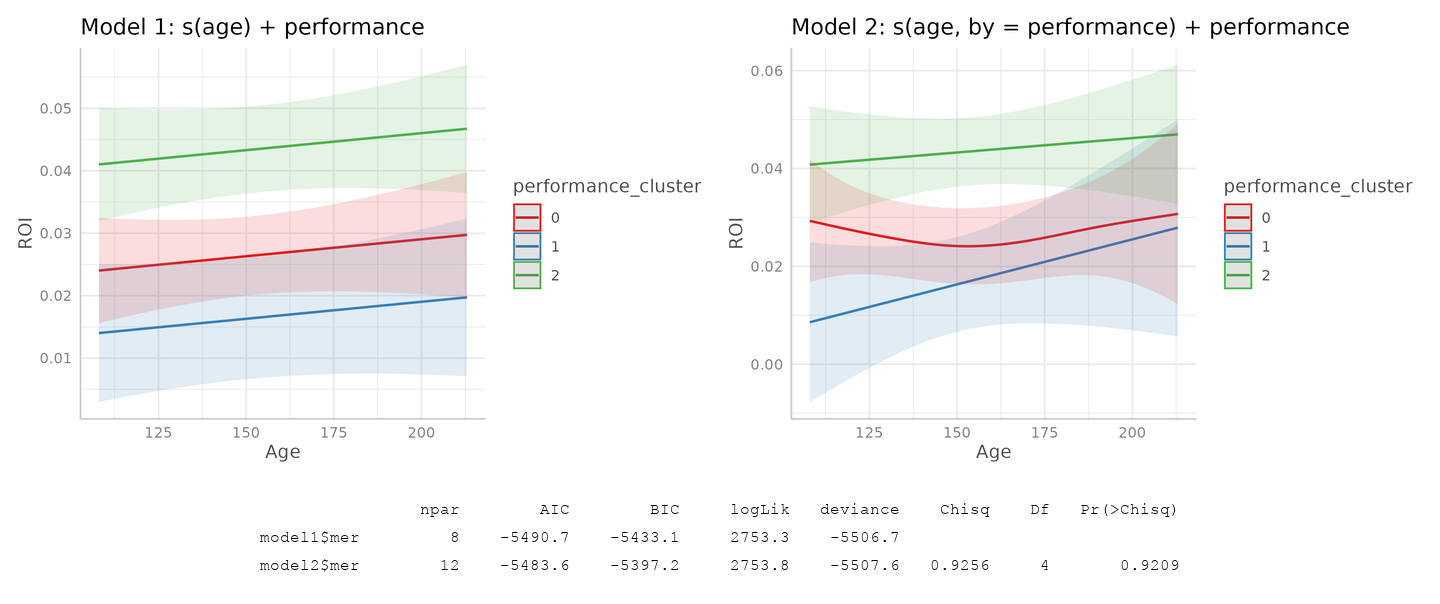 Model 1: s(age) + performance
0.05
0.04
0.03
0.02
0.01
ROI
125 150 175 200
Age
performance_cluster
0
1
2
Model 2: s(age, by = performance) + performance
0.06
0.04
0.02
0.00
ROI
125 150 175 200
Age
performance_cluster
0
1
2
npar AIC BIC logLik deviance Chisq Df Pr(>Chisq)
model1$mer 8 -5490.7 -5433.1 2753.3 -5506.7
model2$mer 12 -5483.6 -5397.2 2753.8 -5507.6 0.9256 4 0.9209